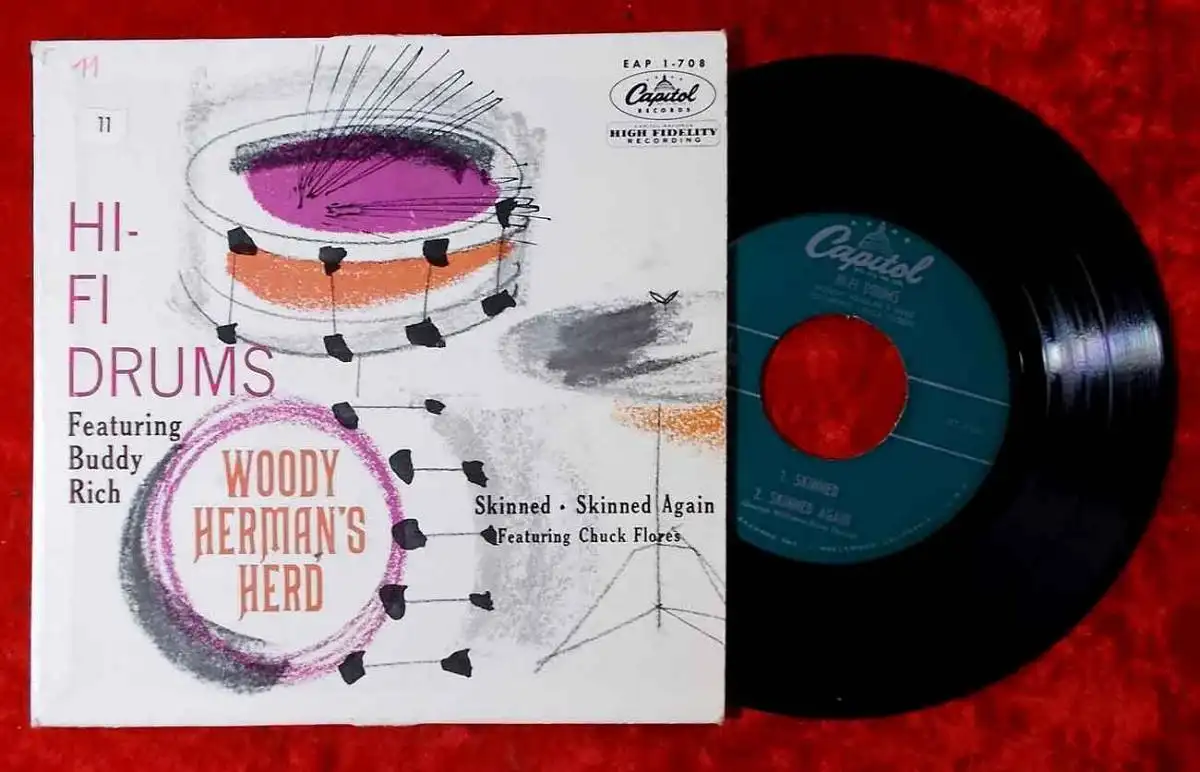 11
11
EAP 1-708
Capitol
RECORDS
HIGH FIDELITY
RECORDING
HI-
FI
DRUMS
Featuring
Buddy
Rich
WOODY
HERMAN'S
HERD
Skinned • Skinned Again
Featuring Chuck Flores
Capitol
HI-FI DRUMS
1. SKINNED
2. SKINNED AGAIN